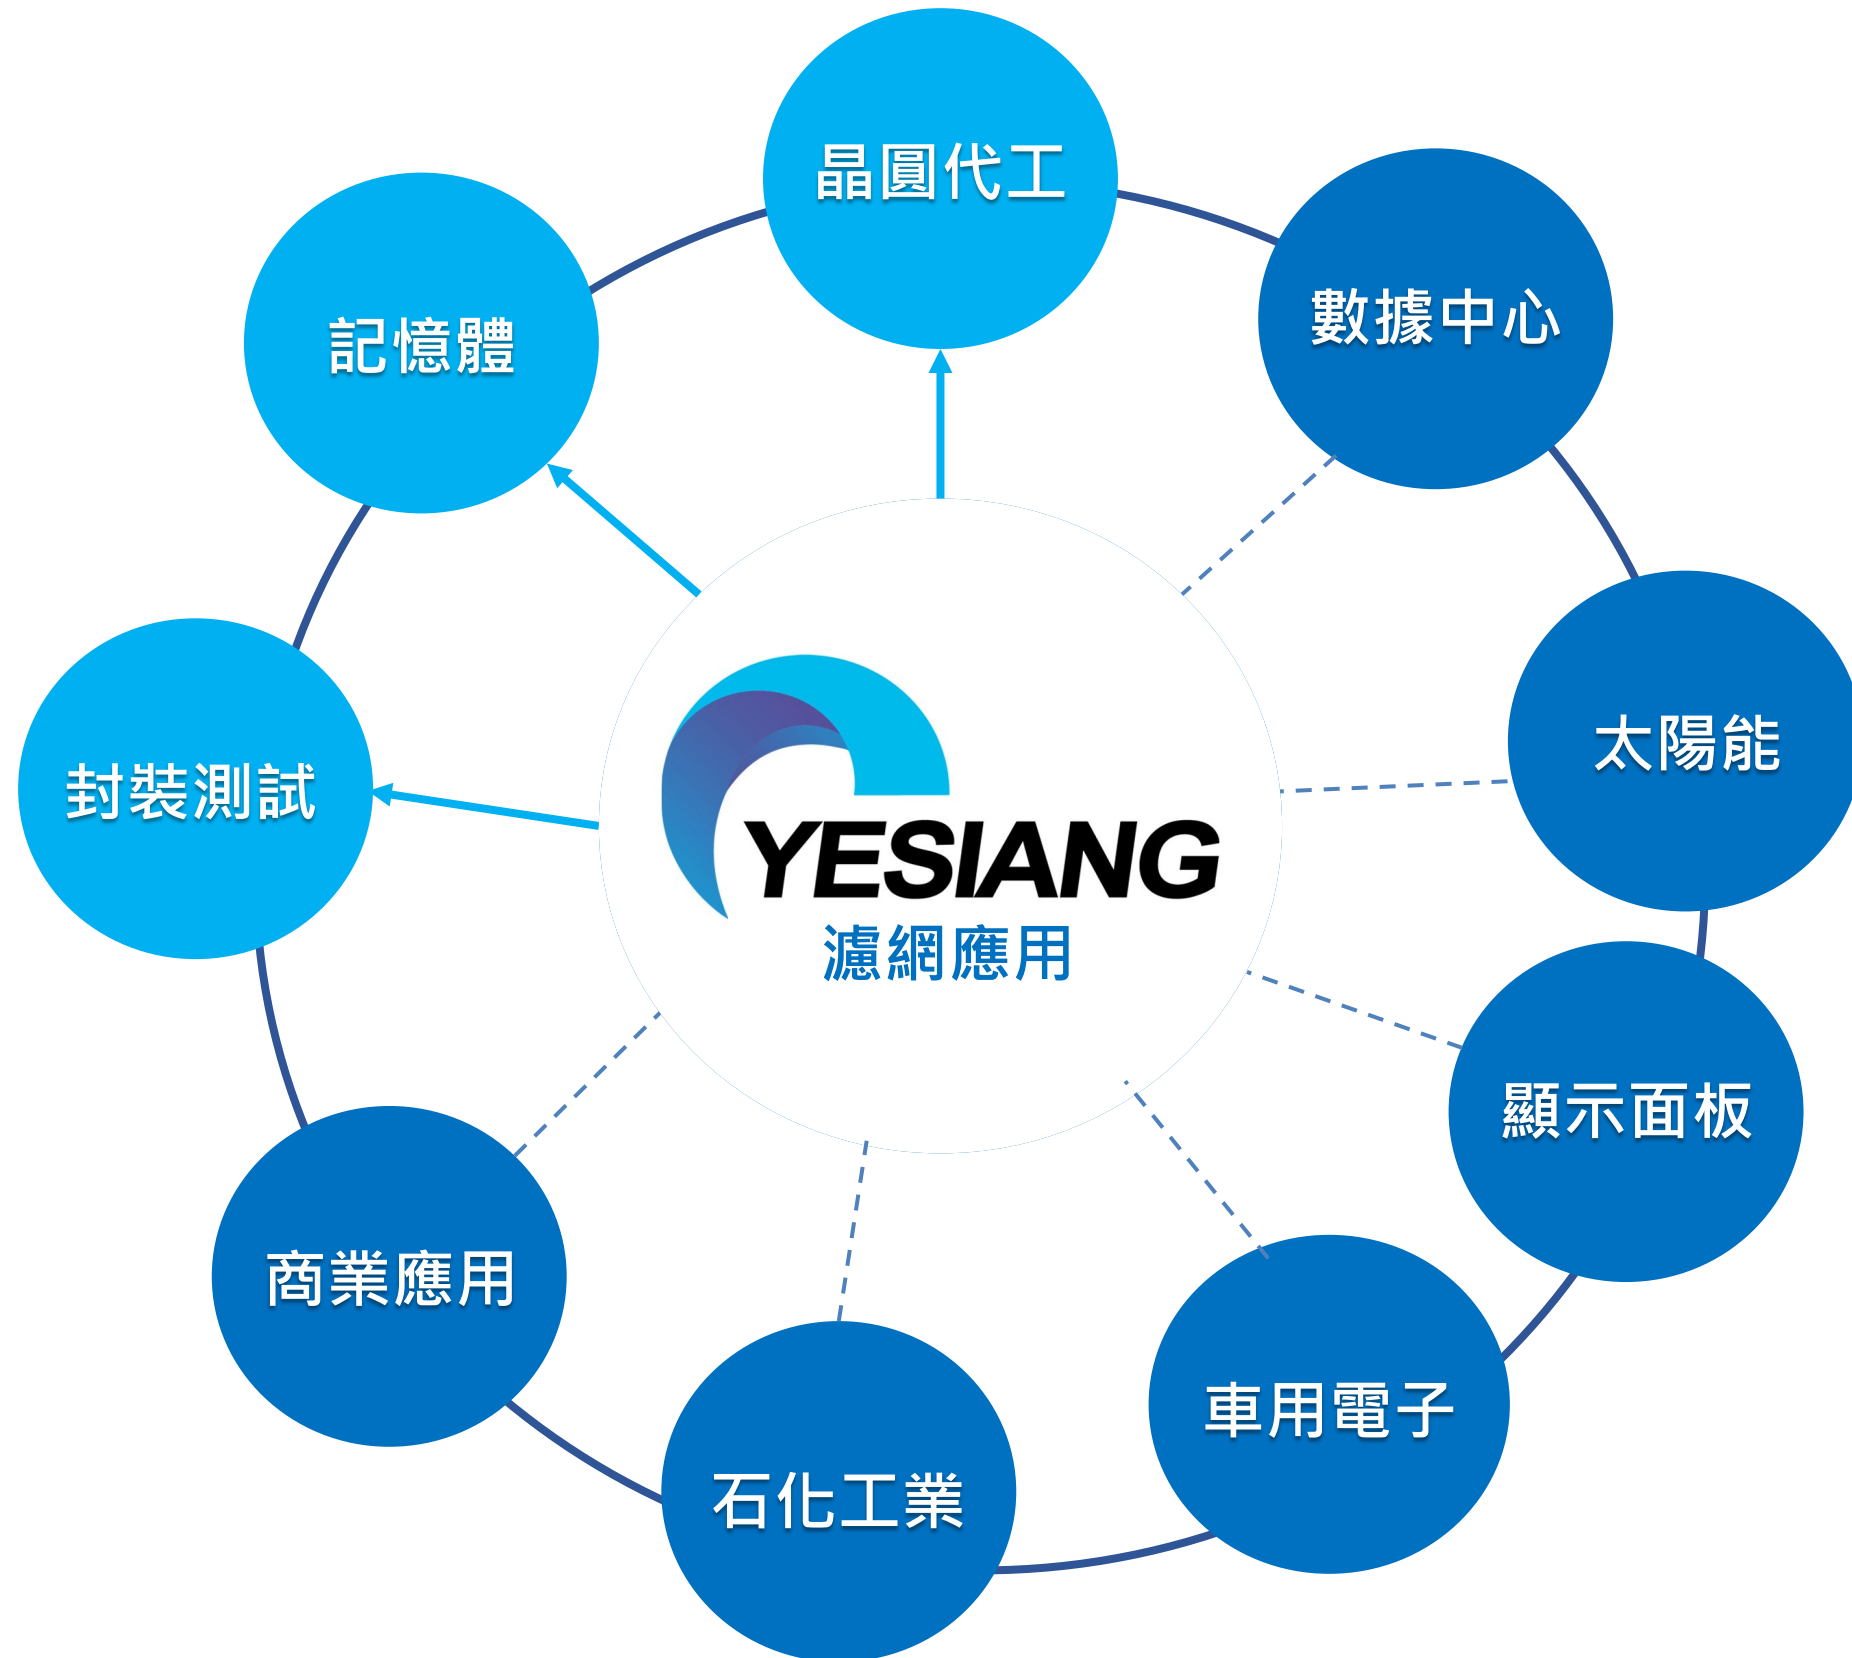 晶圓代工
數據中心
記憶體
太陽能
封裝測試
YESIANG
濾網應用
顯示面板
商業應用
車用電子
石化工業